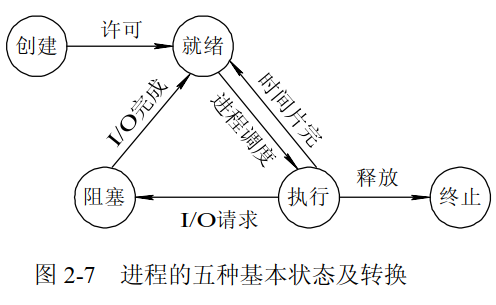 创建
许可
就绪
I/O完成
进程调度
时间片完
阻塞
I/O请求
执行
释放
终止
图 2-7 进程的五种基本状态及转换